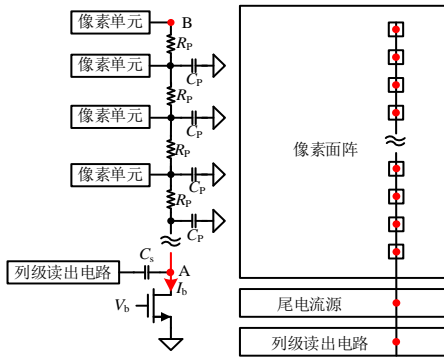 像素单元
B
R_P
像素单元
C_P
R_P
像素单元
C_P
R_P
像素单元
C_P
R_P
C_P
C_s
列级读出电路
A
I_b
V_b
像素面阵
尾电流源
列级读出电路